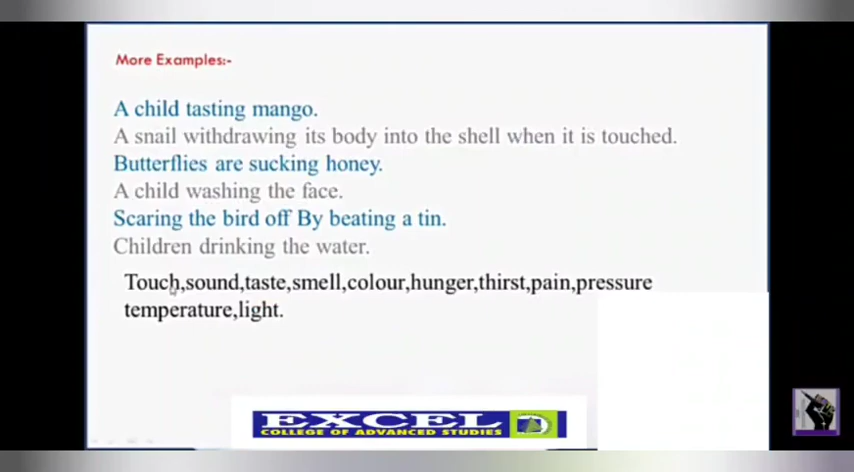 More Examples:-
A child tasting mango.
A snail withdrawing its body into the shell when it is touched.
Butterflies are sucking honey.
A child washing the face.
Scaring the bird off By beating a tin.
Children drinking the water.
Touch,sound,taste,smell,colour,hunger,thirst,pain,pressure
temperature,light.
EXCEL
COLLEGE OF ADVANCED STUDIES